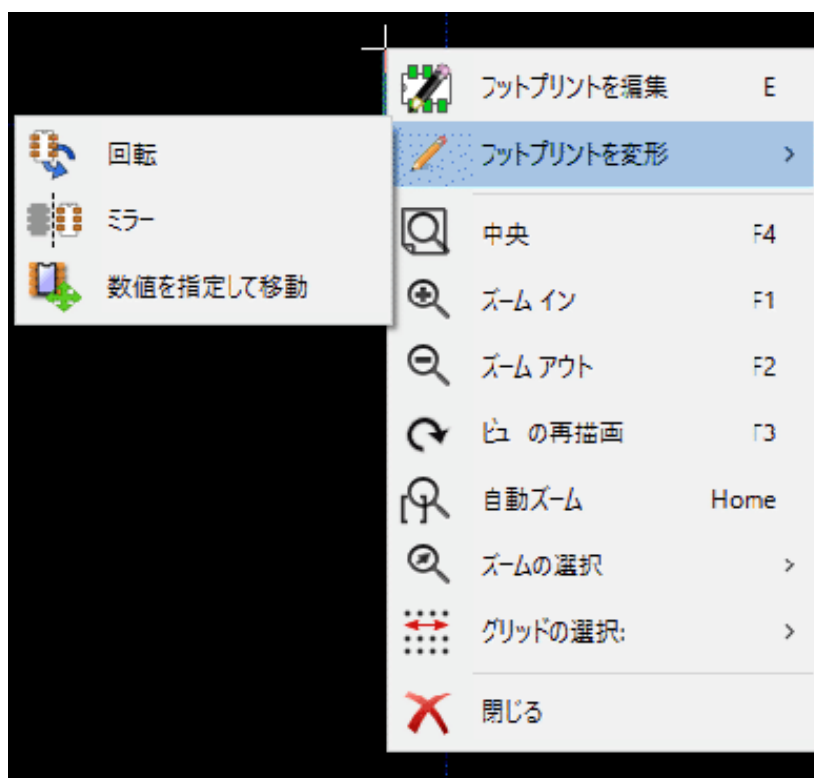 フットプリントを編集 E
フットプリントを変形 >
回転
ミラー
数値を指定して移動
中央 F4
ズーム イン F1
ズーム アウト F2
ビュ の再描画 F3
自動ズーム Home
ズームの選択 >
グリッドの選択: >
閉じる